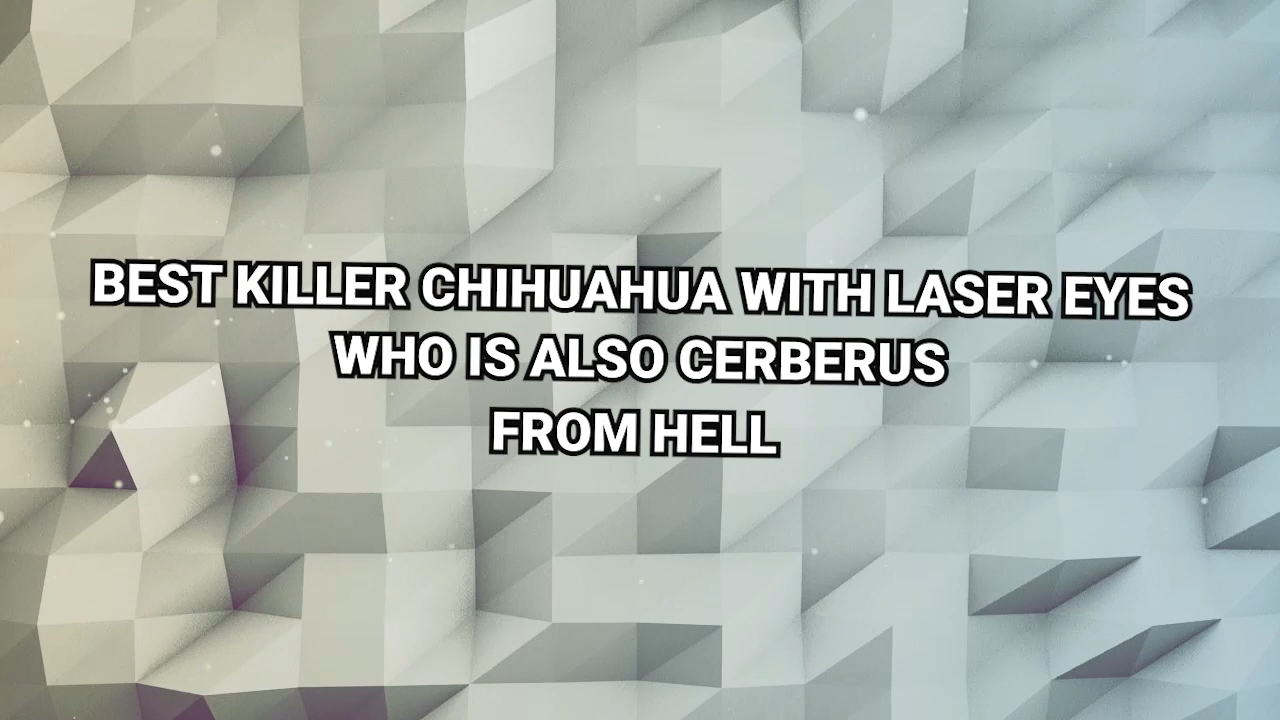 BEST KILLER CHIHUAHUA WITH LASER EYES
WHO IS ALSO CERBERUS
FROM HELL